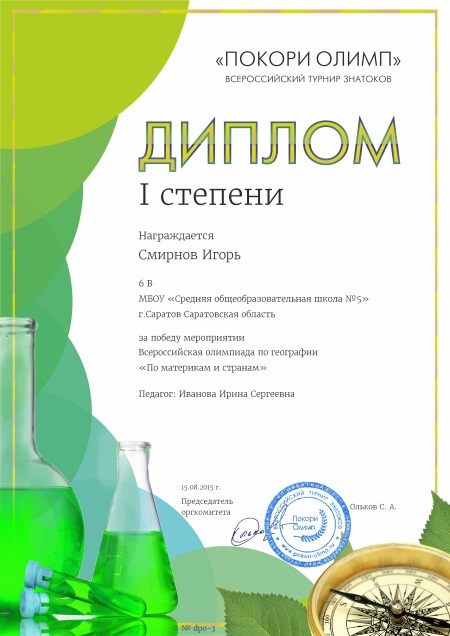 «ПОКОРИ ОЛИМП»
ВСЕРОССИЙСКИЙ ТУРНИР ЗНАТОКОВ
ДИПЛОМ
I степени
Награждается
Смирнов Игорь
6 В
МБОУ «Средняя общеобразовательная школа №5»
г.Саратов Саратовская область
за победу мероприятии
Всероссийская олимпиада по географии
«По материкам и странам»
Педагог: Иванова Ирина Сергеевна
15.08.2015 г.
Председатель
оргкомитета
Ольков С. А.
ВСЕРОССИЙСКИЙ ТУРНИР ЗНАТОКОВ
Покори
Олимп
www.pokori-olimp.ru
№ dpo-3